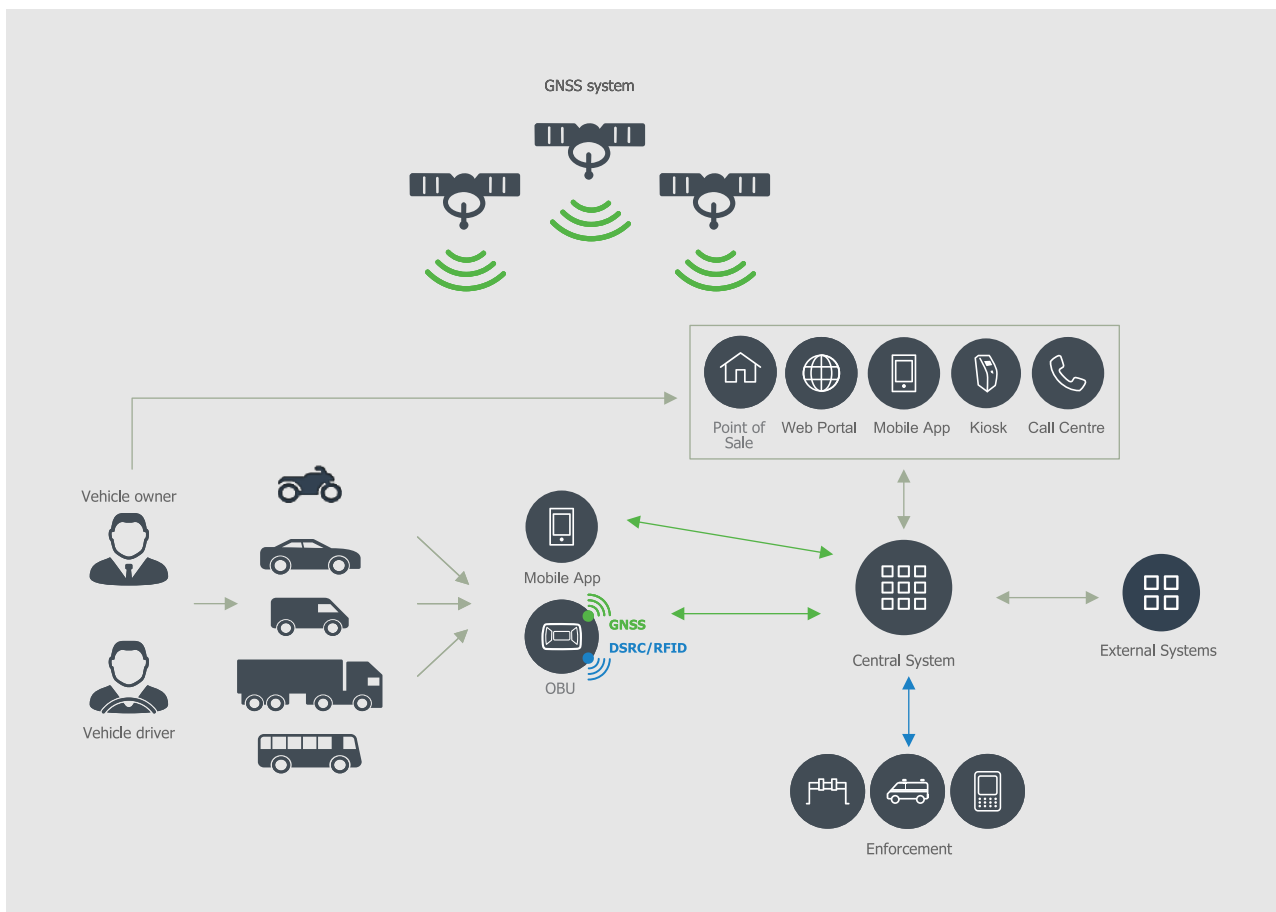 GNSS system
Point of
Sale
Web Portal
Mobile App
Kiosk
Call Centre
Vehicle owner
Mobile App
GNSS
DSRC/RFID
OBU
Central System
External Systems
Vehicle driver
Enforcement